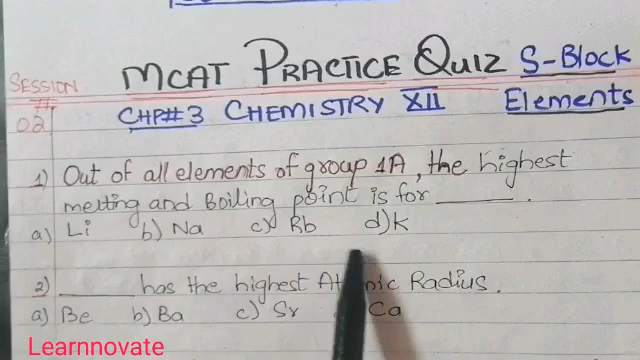 SESSION # 02
MCAT PRACTICE QUIZ S-Block Elements
CHP#3 CHEMISTRY XII
1) Out of all elements of group 1A, the highest
melting and Boiling point is for ______.
a) Li b) Na c) Rb d) K
2) ______ has the highest Radius.
a) Be b) Ba c) Sr Ca
Learnnovate